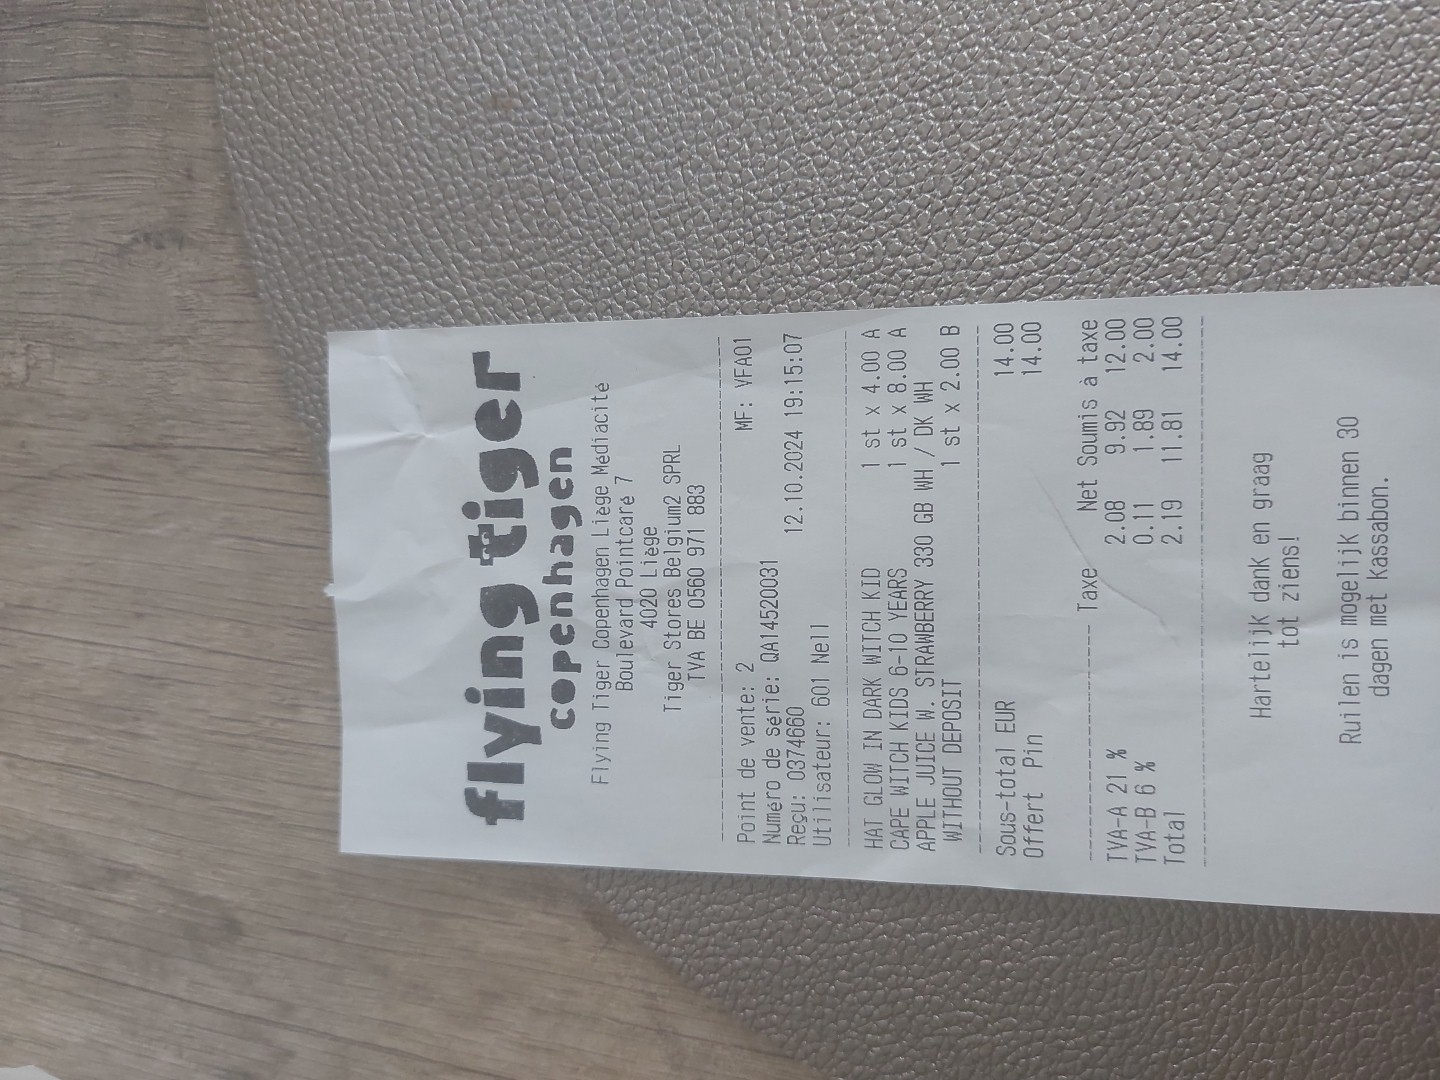 flying tiger
copenhagen
Flying Tiger Copenhagen Liège Médiacité
Boulevard Pointcaré 7
4020 Liège
Tiger Stores Belgium2 SPRL
TVA BE 0560 971 883
Point de vente: 2 MF: VFA01
Numéro de série: QA14520031
Reçu: 0374660 12.10.2024 19:15:07
Utilisateur: 601 Nell
HAT GLOW IN DARK WITCH KID 1 st x 4.00 A
CAPE WITCH KIDS 6-10 YEARS 1 st x 8.00 A
APPLE JUICE W. STRAWBERRY 330 GB WH / DK WH
WITHOUT DEPOSIT 1 st x 2.00 B
Sous-total EUR 14.00
Offert Pin 14.00
Taxe Net Soumis à taxe
TVA-A 21 % 2.08 9.92 12.00
TVA-B 6 % 0.11 1.89 2.00
Total 2.19 11.81 14.00
Hartelijk dank en graag
tot ziens!
Ruilen is mogelijk binnen 30
dagen met Kassabon.